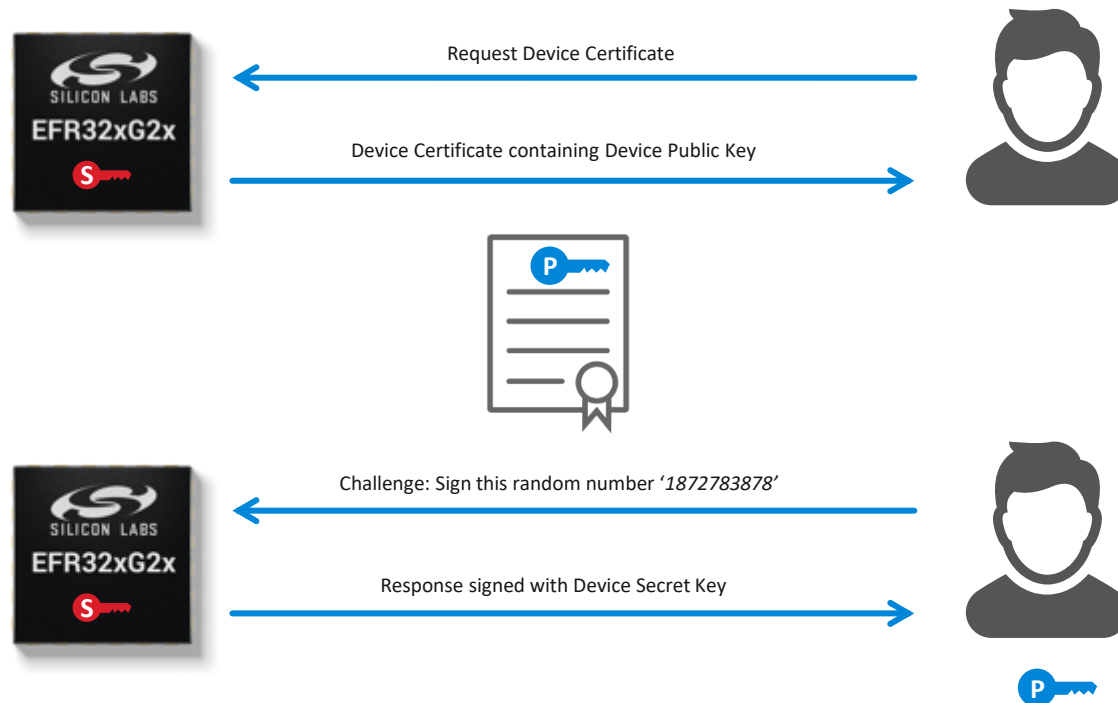 Request Device Certificate
SILICON LABS
EFR32xG2x
S
Device Certificate containing Device Public Key
P
Challenge: Sign this random number ‘1872783878’
SILICON LABS
EFR32xG2x
S
Response signed with Device Secret Key
P